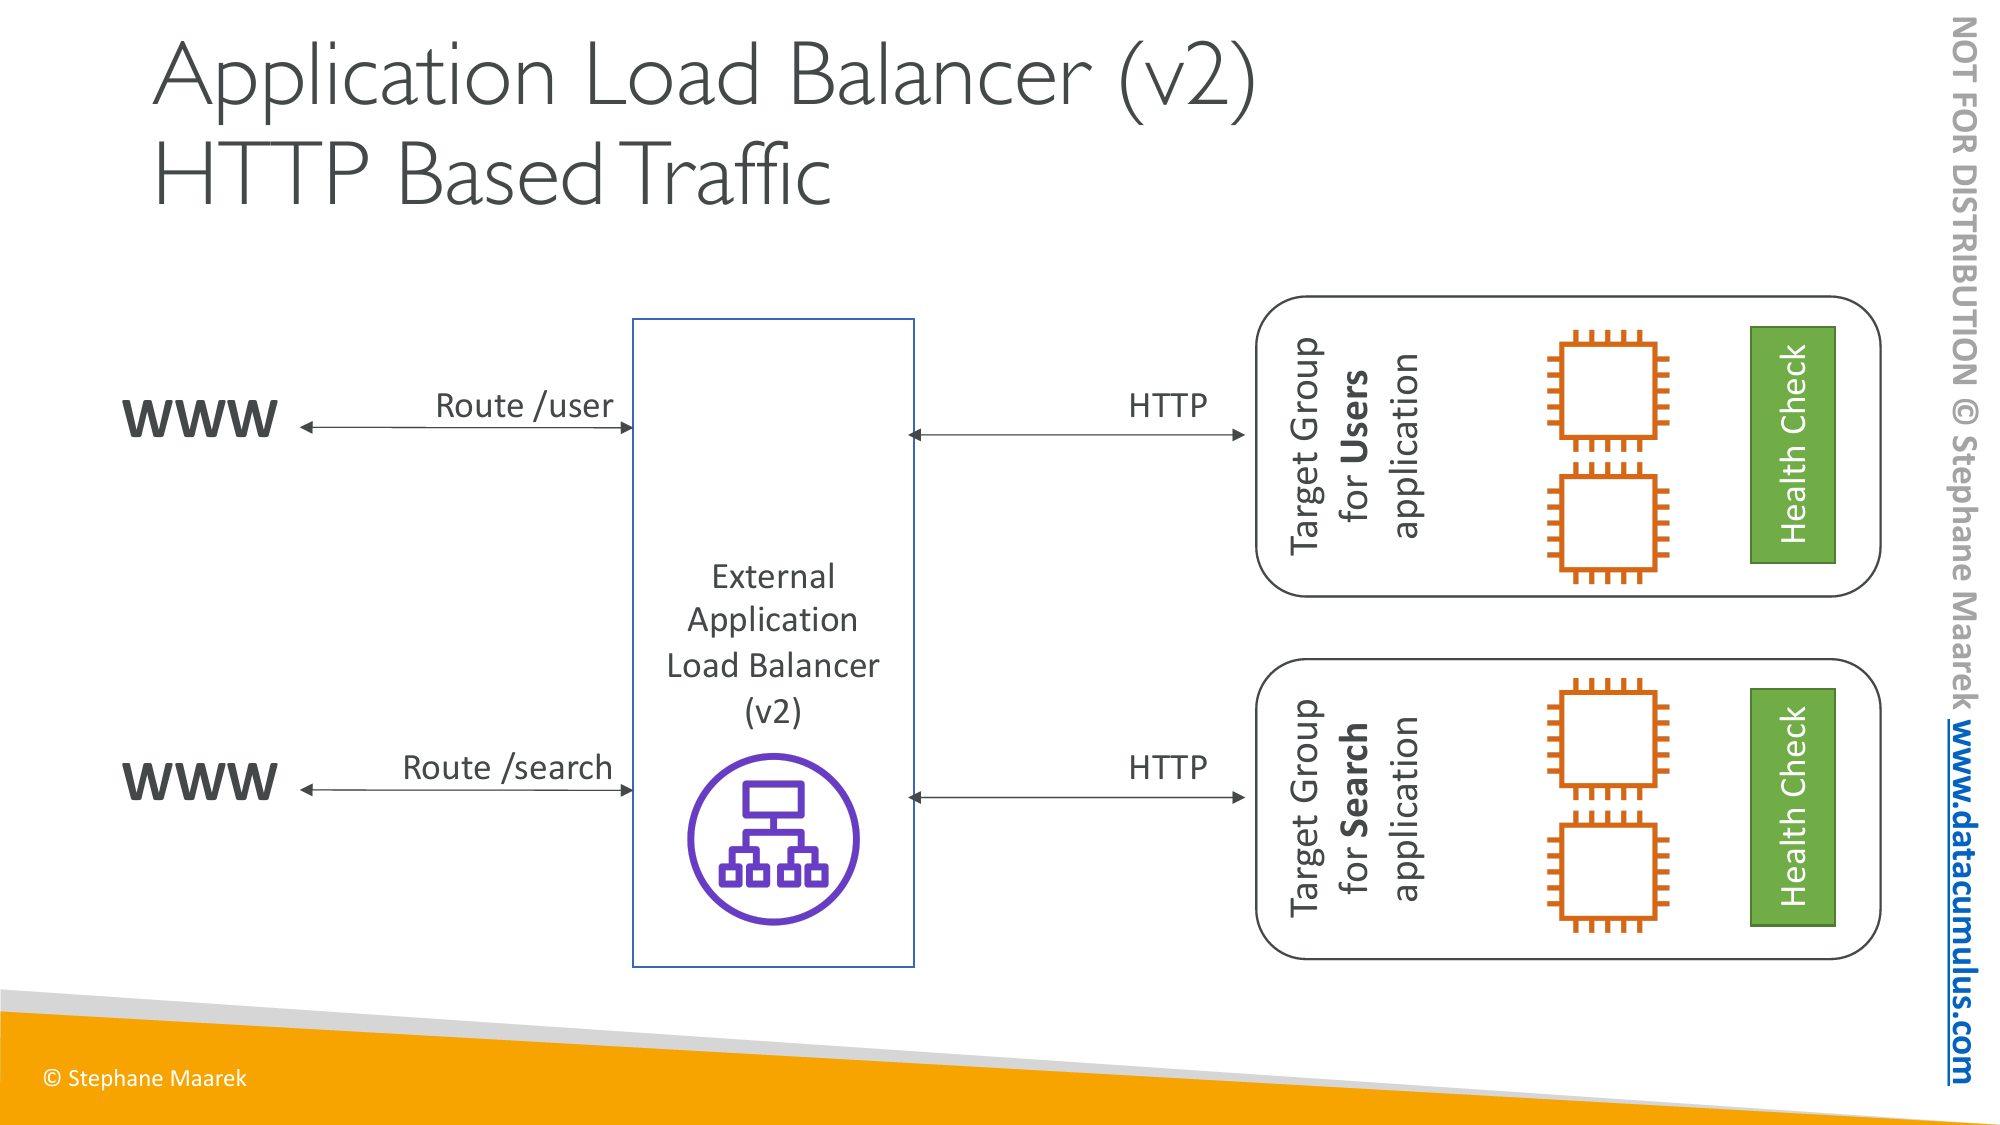 Application Load Balancer (v2)
HTTP Based Traffic
WWW
Route /user
HTTP
Target Group
for Users
application
Health Check
External
Application
Load Balancer
(v2)
WWW
Route /search
HTTP
Target Group
for Search
application
Health Check
© Stephane Maarek
NOT FOR DISTRIBUTION © Stephane Maarek www.datacumulus.com